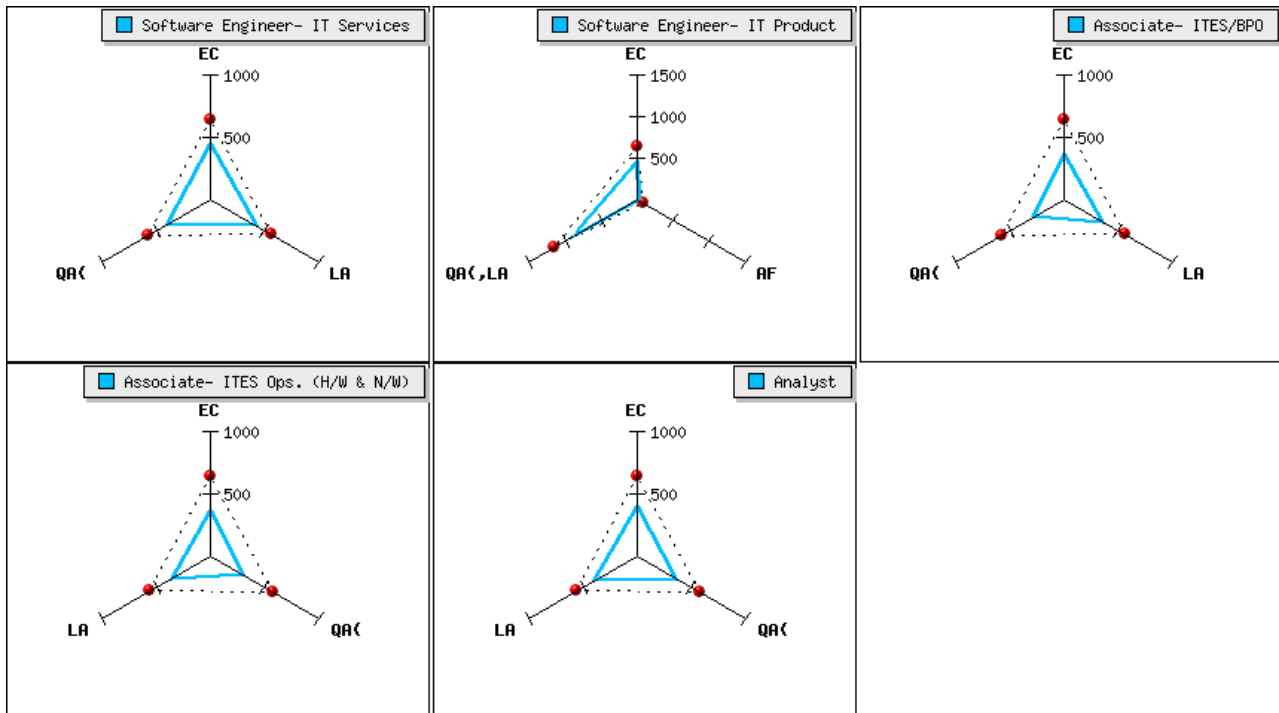 Software Engineer- IT Services
EC
1000
500
QA(
LA
Software Engineer- IT Product
EC
1500
1000
500
QA(,LA
AF
Associate- ITES/BPO
EC
1000
500
QA(
LA
Associate- ITES Ops. (H/W & N/W)
EC
1000
500
LA
QA(
Analyst
EC
1000
500
LA
QA(